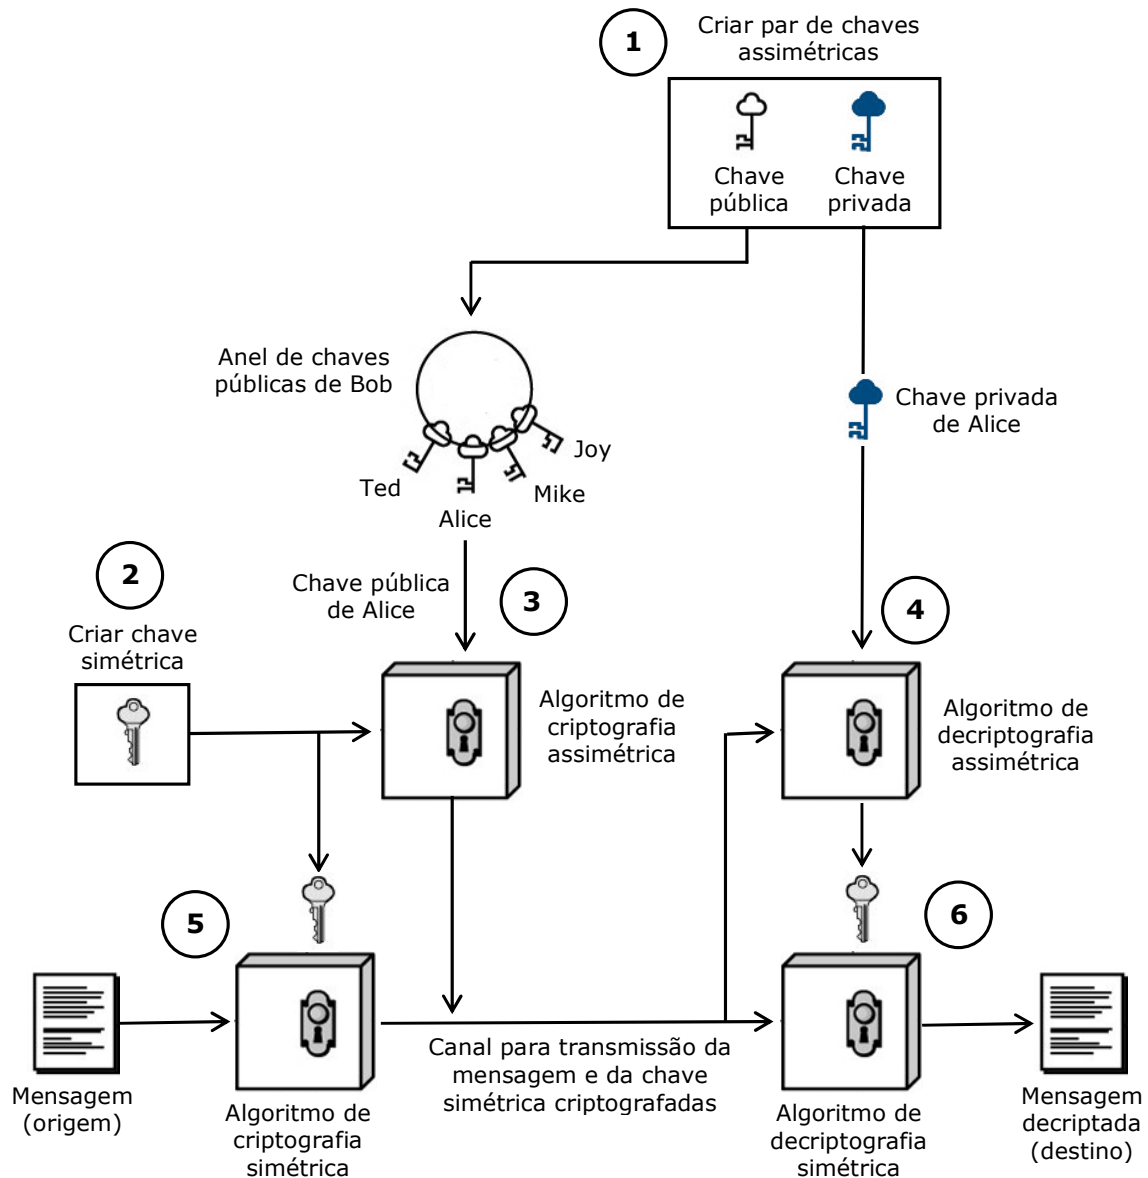 1
Criar par de chaves
assimétricas
Chave
pública
Chave
privada
Anel de chaves
públicas de Bob
Ted
Alice
Mike
Joy
Chave privada
de Alice
2
Criar chave
simétrica
Chave pública
de Alice
3
4
Algoritmo de
criptografia
assimétrica
Algoritmo de
decriptografia
assimétrica
5
6
Mensagem
(origem)
Algoritmo de
criptografia
simétrica
Canal para transmissão da
mensagem e da chave
simétrica criptografadas
Algoritmo de
decriptografia
simétrica
Mensagem
decriptada
(destino)